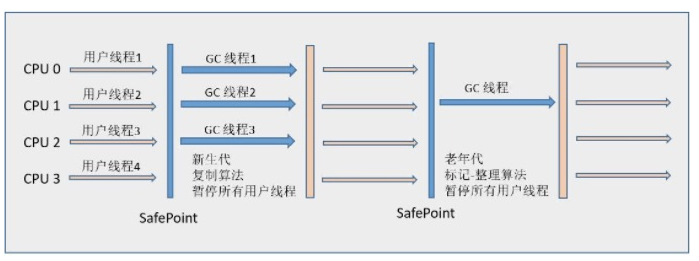 CPU 0
用户线程1
GC 线程1
CPU 1
用户线程2
GC 线程2
GC 线程
CPU 2
用户线程3
GC 线程3
CPU 3
用户线程4
新生代
复制算法
暂停所有用户线程
老年代
标记-整理算法
暂停所有用户线程
SafePoint
SafePoint